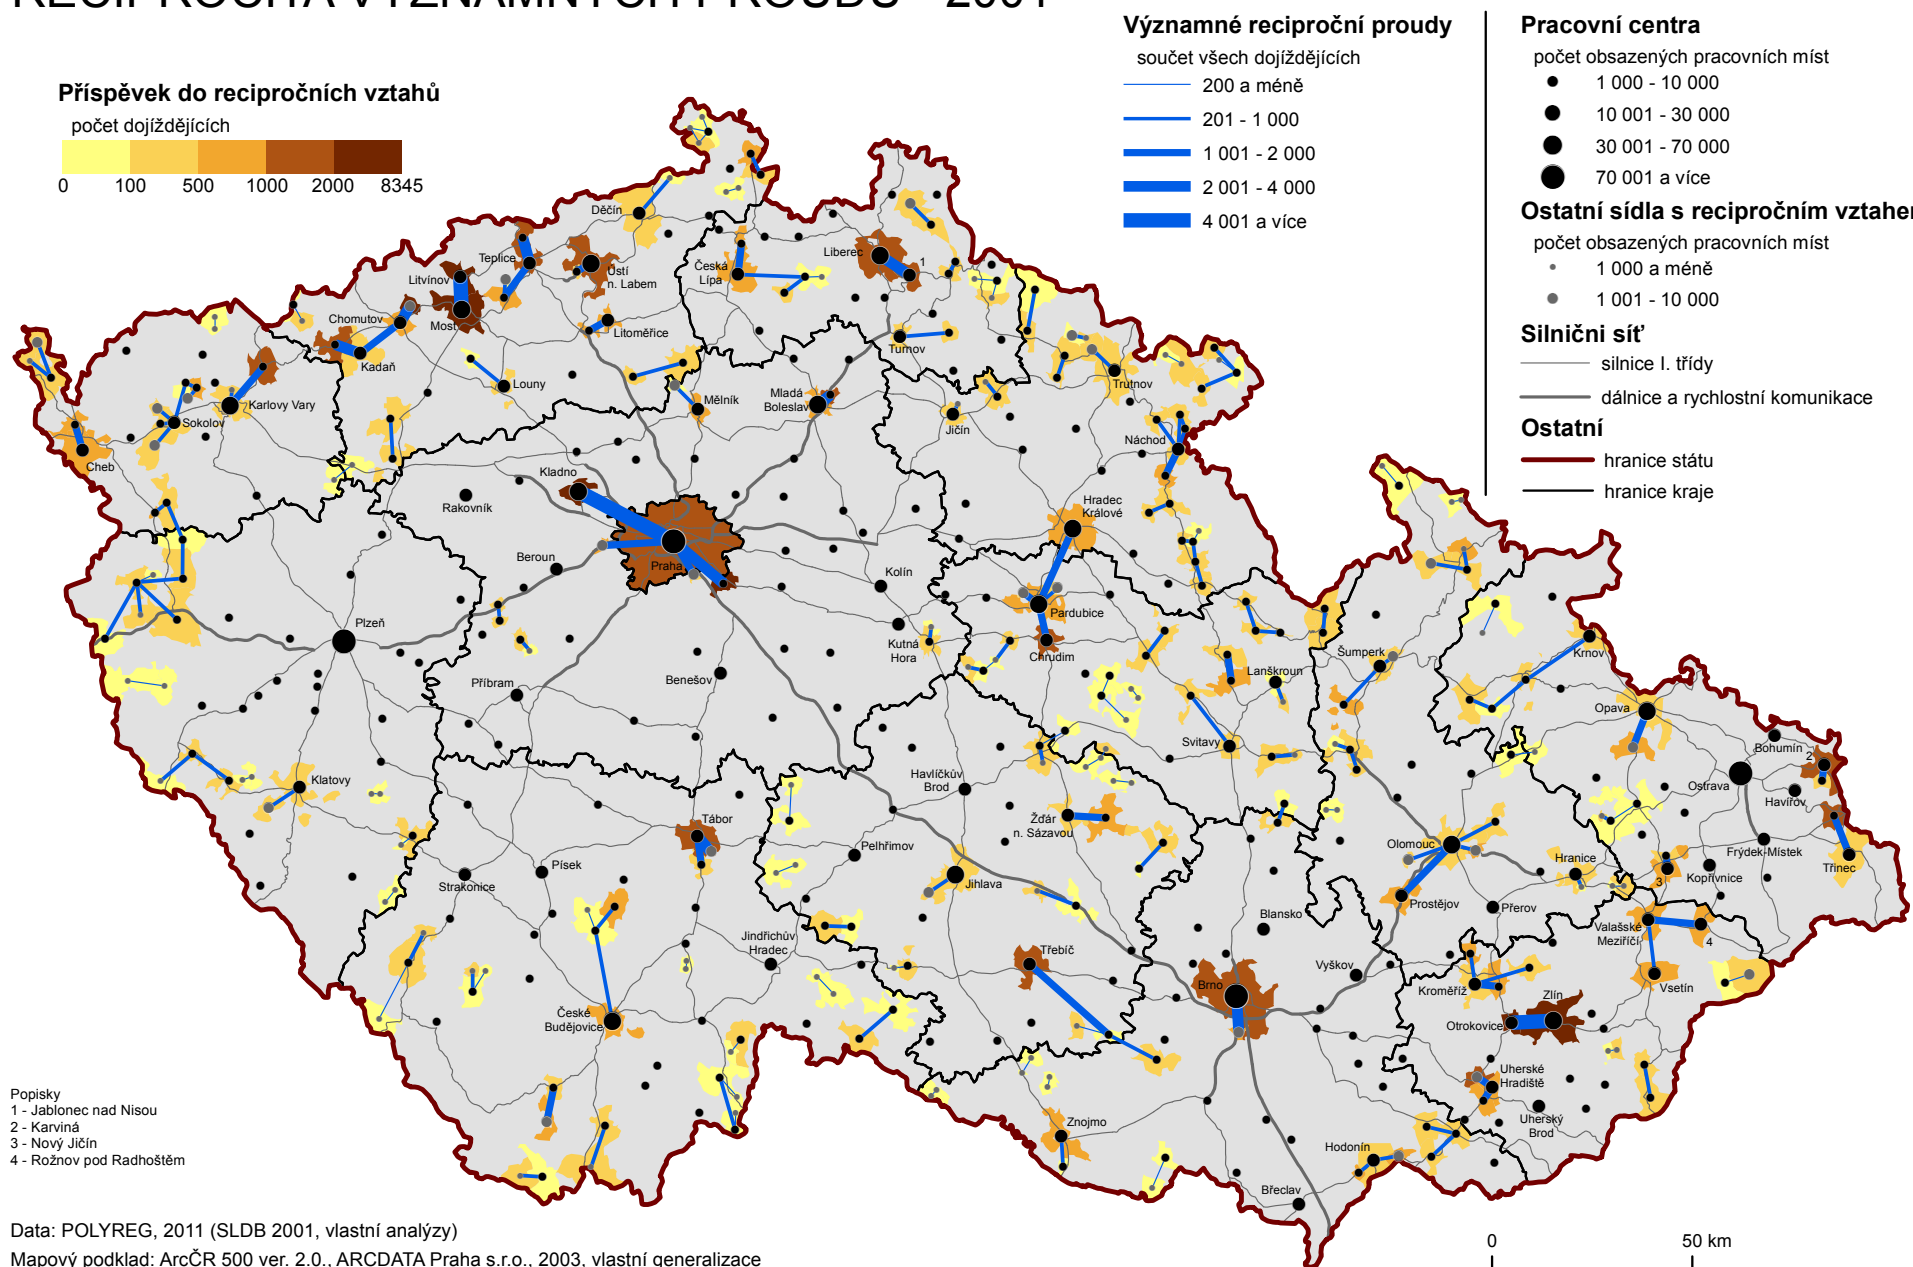 RECIPROCITA VÝZNAMNÝCH PROUDŮ - 2001
Příspěvek do recipročních vztahů
počet dojíždějících
0 100 500 1000 2000 8345
Významné reciproční proudy
součet všech dojíždějících
200 a méně
201 - 1 000
1 001 - 2 000
2 001 - 4 000
4 001 a více
Pracovní centra
počet obsazených pracovních míst
1 000 - 10 000
10 001 - 30 000
30 001 - 70 000
70 001 a více
Ostatní sídla s recipročním vztahem
počet obsazených pracovních míst
1 000 a méně
1 001 - 10 000
Silniční síť
silnice I. třídy
dálnice a rychlostní komunikace
Ostatní
hranice státu
hranice kraje
Děčín
Teplice
Ústí
n. Labem
Litvínov
Most
Chomutov
Kadaň
Litoměřice
Louny
Česká
Lípa
Liberec
1
Turnov
Mělník
Mladá
Boleslav
Jičín
Trutnov
Náchod
Karlovy Vary
Sokolov
Cheb
Rakovník
Kladno
Praha
Beroun
Kolín
Kutná
Hora
Benešov
Příbram
Plzeň
Klatovy
Hradec
Králové
Pardubice
Chrudim
Lanškroun
Svitavy
Šumperk
Krnov
Opava
Bohumín
2
Ostrava
Havířov
Frýdek-Místek
Třinec
Kopřivnice
3
Hranice
Olomouc
Prostějov
Přerov
Valašské
Meziříčí
4
Vsetín
Kroměříž
Zlín
Otrokovice
Uherské
Hradiště
Uherský
Brod
Hodonín
Břeclav
Znojmo
Brno
Vyškov
Blansko
Třebíč
Jihlava
Žďár
n. Sázavou
Havlíčkův
Brod
Pelhřimov
Jindřichův
Hradec
Tábor
Písek
Strakonice
České
Budějovice
Popisky
1 - Jablonec nad Nisou
2 - Karviná
3 - Nový Jičín
4 - Rožnov pod Radhoštěm
Data: POLYREG, 2011 (SLDB 2001, vlastní analýzy)
Mapový podklad: ArcČR 500 ver. 2.0., ARCDATA Praha s.r.o., 2003, vlastní generalizace
0 50 km